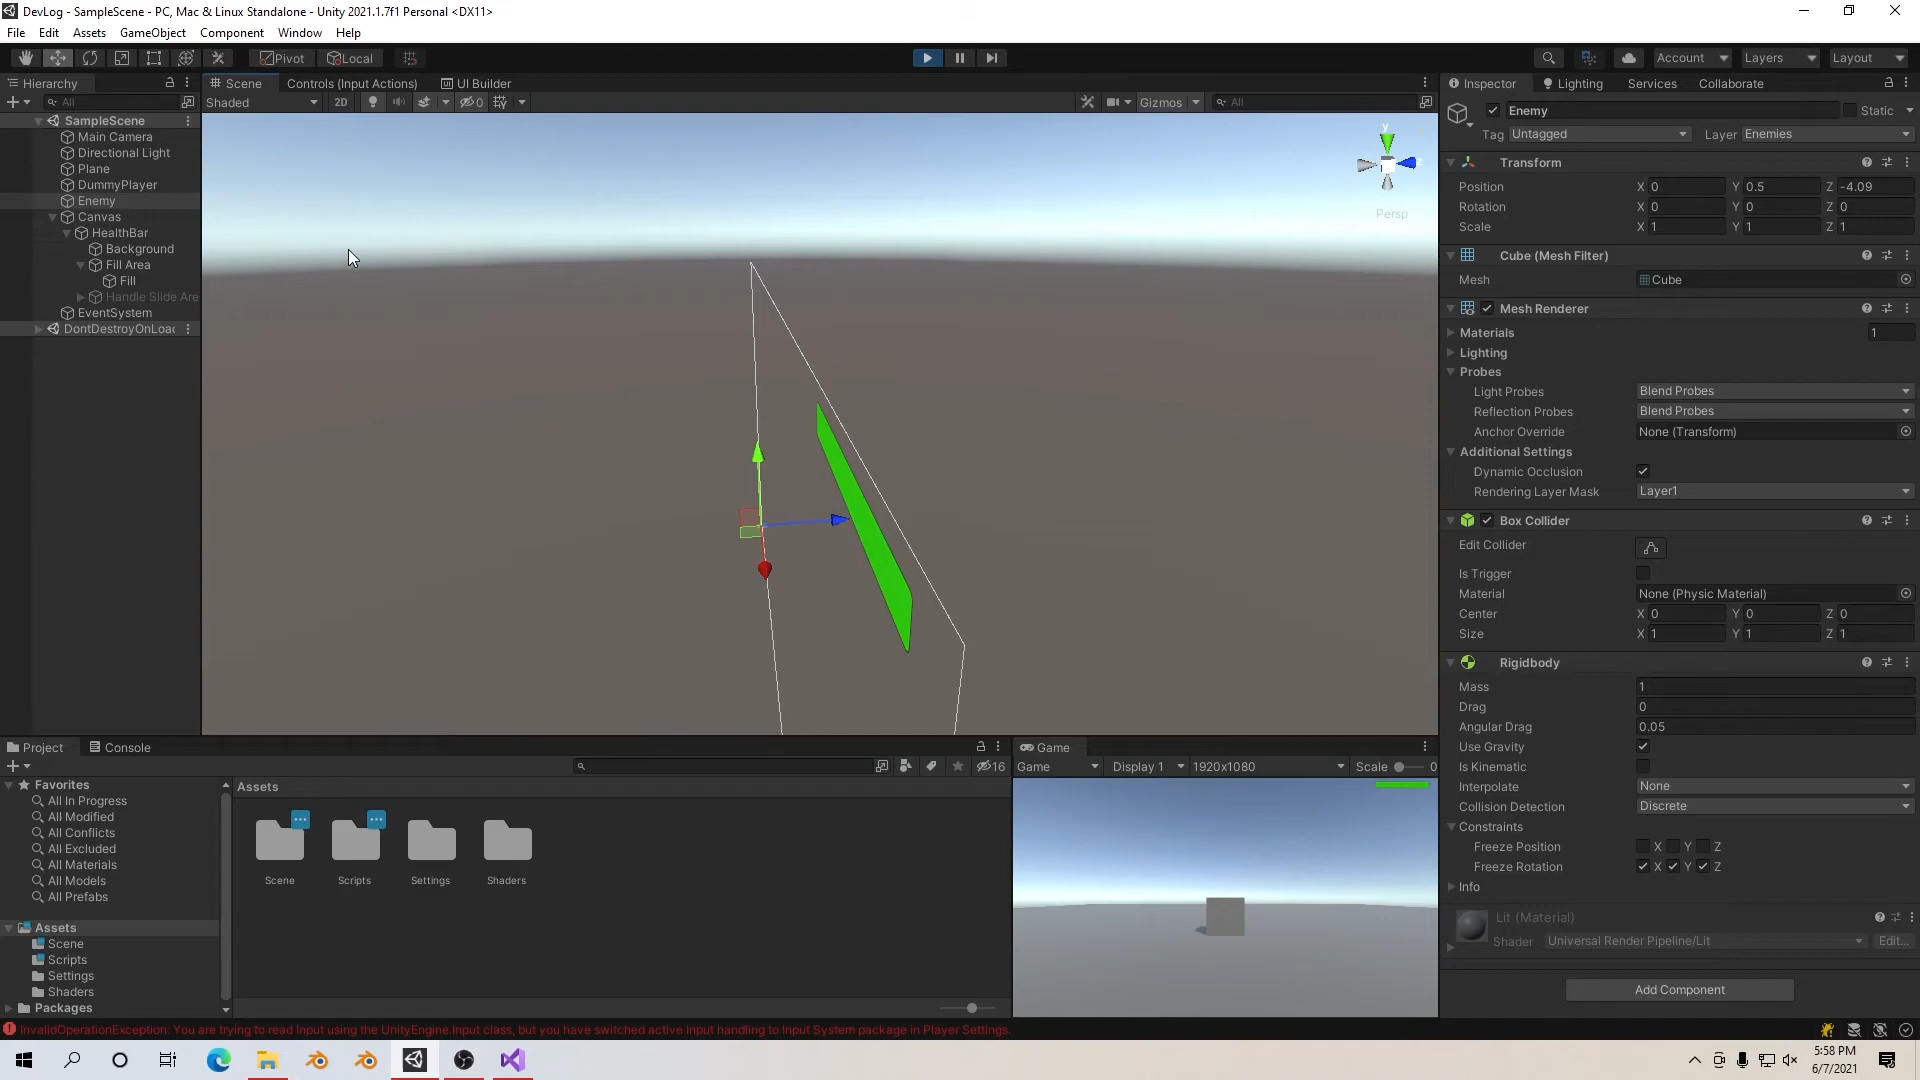 DevLog - SampleScene - PC, Mac & Linux Standalone - Unity 2021.1.7f1 Personal <DX11>
File Edit Assets GameObject Component Window Help
Pivot Local Account Layers Layout
Hierarchy Scene Controls (Input Actions) UI Builder Inspector Lighting Services Collaborate
All Shaded 2D 0 Gizmos All
Enemy Static
Tag Untagged Layer Enemies
SampleScene
Main Camera
Directional Light
Plane
DummyPlayer
Enemy
Canvas
HealthBar
Background
Fill Area
Fill
Handle Slide Are
EventSystem
DontDestroyOnLoad
y
z
Persp
Transform
Position X 0 Y 0.5 Z -4.09
Rotation X 0 Y 0 Z 0
Scale X 1 Y 1 Z 1
Cube (Mesh Filter)
Mesh Cube
Mesh Renderer
Materials 1
Lighting
Probes
Light Probes Blend Probes
Reflection Probes Blend Probes
Anchor Override None (Transform)
Additional Settings
Dynamic Occlusion
Rendering Layer Mask Layer1
Box Collider
Edit Collider
Is Trigger
Material None (Physic Material)
Center X 0 Y 0 Z 0
Size X 1 Y 1 Z 1
Rigidbody
Mass 1
Drag 0
Angular Drag 0.05
Use Gravity
Is Kinematic
Interpolate None
Collision Detection Discrete
Constraints
Freeze Position X Y Z
Freeze Rotation X Y Z
Info
Lit (Material)
Shader Universal Render Pipeline/Lit Edit...
Add Component
Project Console
16
Favorites
All In Progress
All Modified
All Conflicts
All Excluded
All Materials
All Models
All Prefabs
Assets
Scene
Scripts
Settings
Shaders
Packages
Assets
Scene Scripts Settings Shaders
Game
Game Display 1 1920x1080 Scale 0
InvalidOperationException: You are trying to read Input using the UnityEngine.Input class, but you have switched active Input handling to Input System package in Player Settings.
5:58 PM
6/7/2021